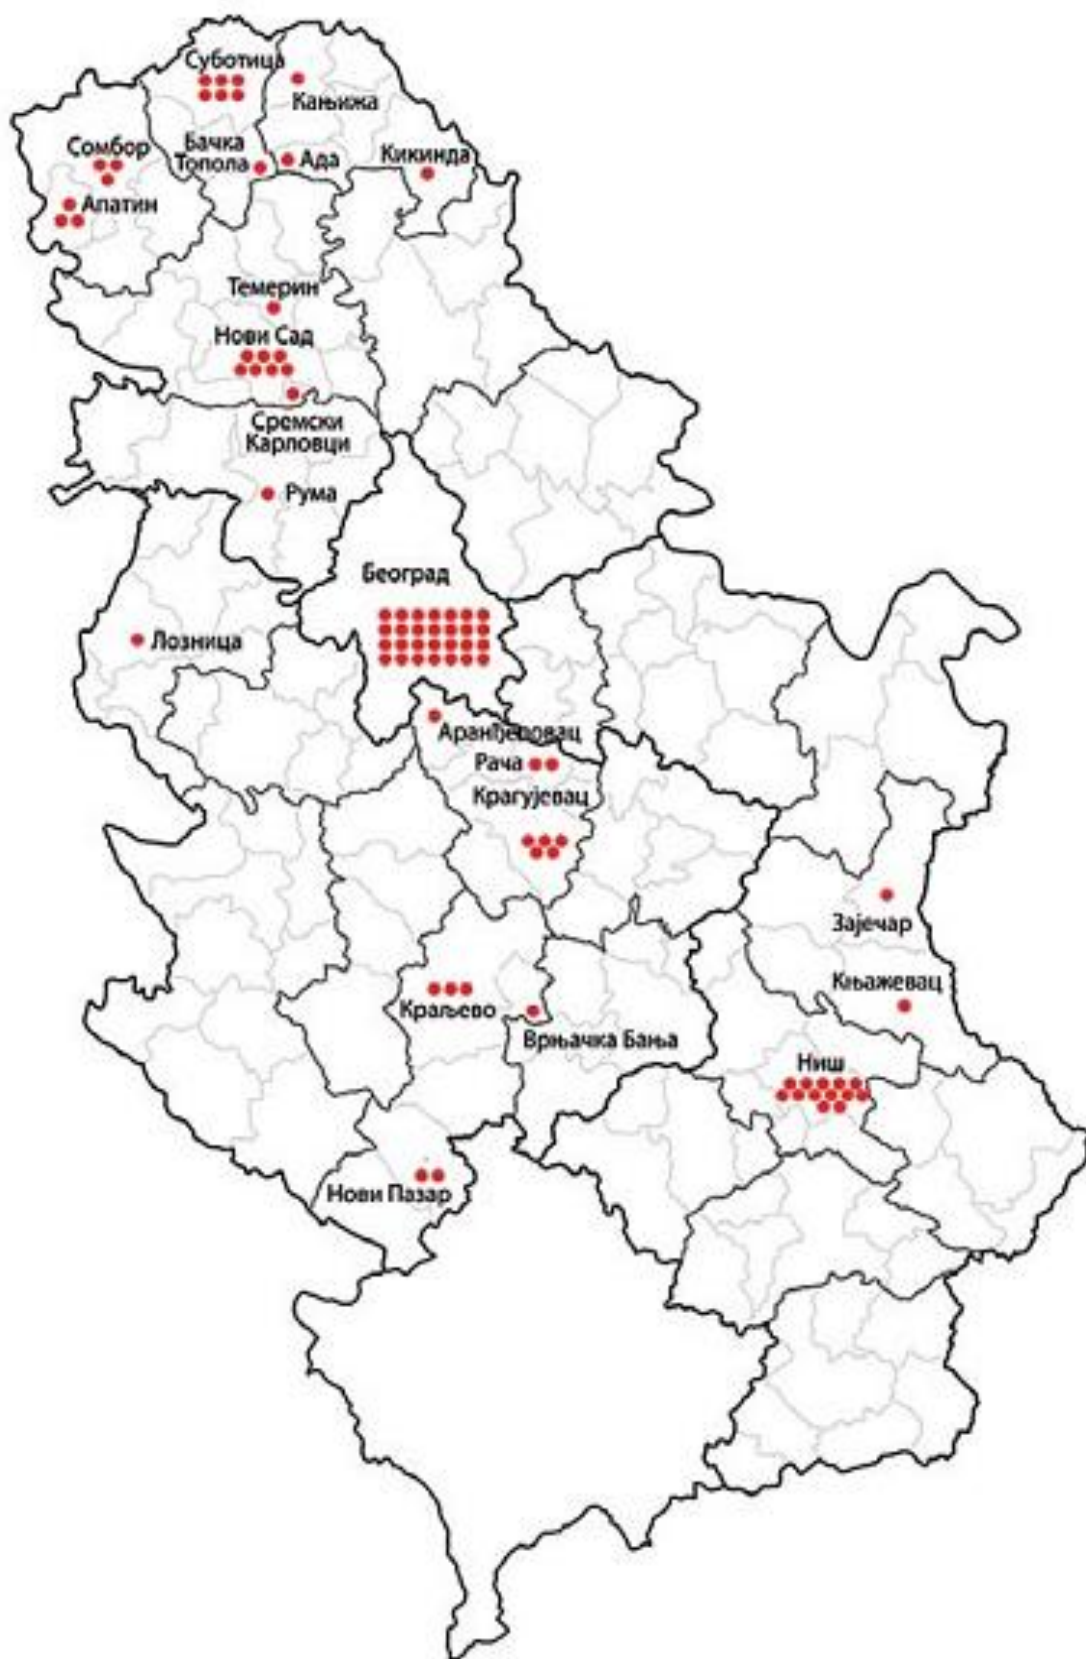 Суботица
Кањижа
Сомбор
Бачка
Топола
Ада
Кикинда
Апатин
Темерин
Нови Сад
Сремски
Карловци
Рума
Београд
Лозница
Аранђеловац
Рача
Крагујевац
Зајечар
Књажевац
Краљево
Врњачка Бања
Ниш
Нови Пазар